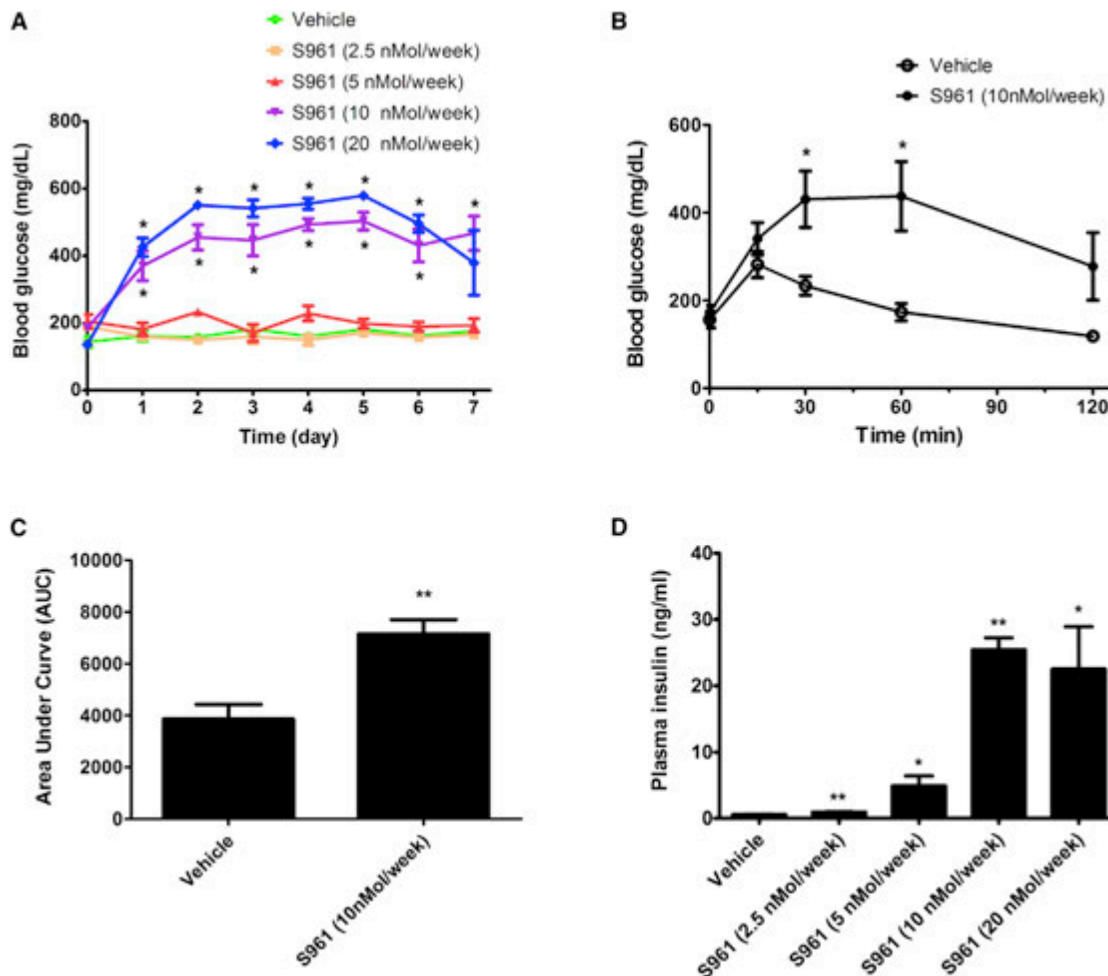 A
Vehicle
S961 (2.5 nMol/week)
S961 (5 nMol/week)
S961 (10 nMol/week)
S961 (20 nMol/week)
Blood glucose (mg/dL)
800
600
400
200
0
* * * * * * *
* * * * * *
0 1 2 3 4 5 6 7
Time (day)
B
Vehicle
S961 (10nMol/week)
Blood glucose (mg/dL)
600
400
200
0
* *
0 30 60 90 120
Time (min)
C
Area Under Curve (AUC)
10000
8000
6000
4000
2000
0
**
Vehicle
S961 (10nMol/week)
D
Plasma insulin (ng/ml)
40
30
20
10
0
** * ** *
Vehicle
S961 (2.5 nMol/week)
S961 (5 nMol/week)
S961 (10 nMol/week)
S961 (20 nMol/week)